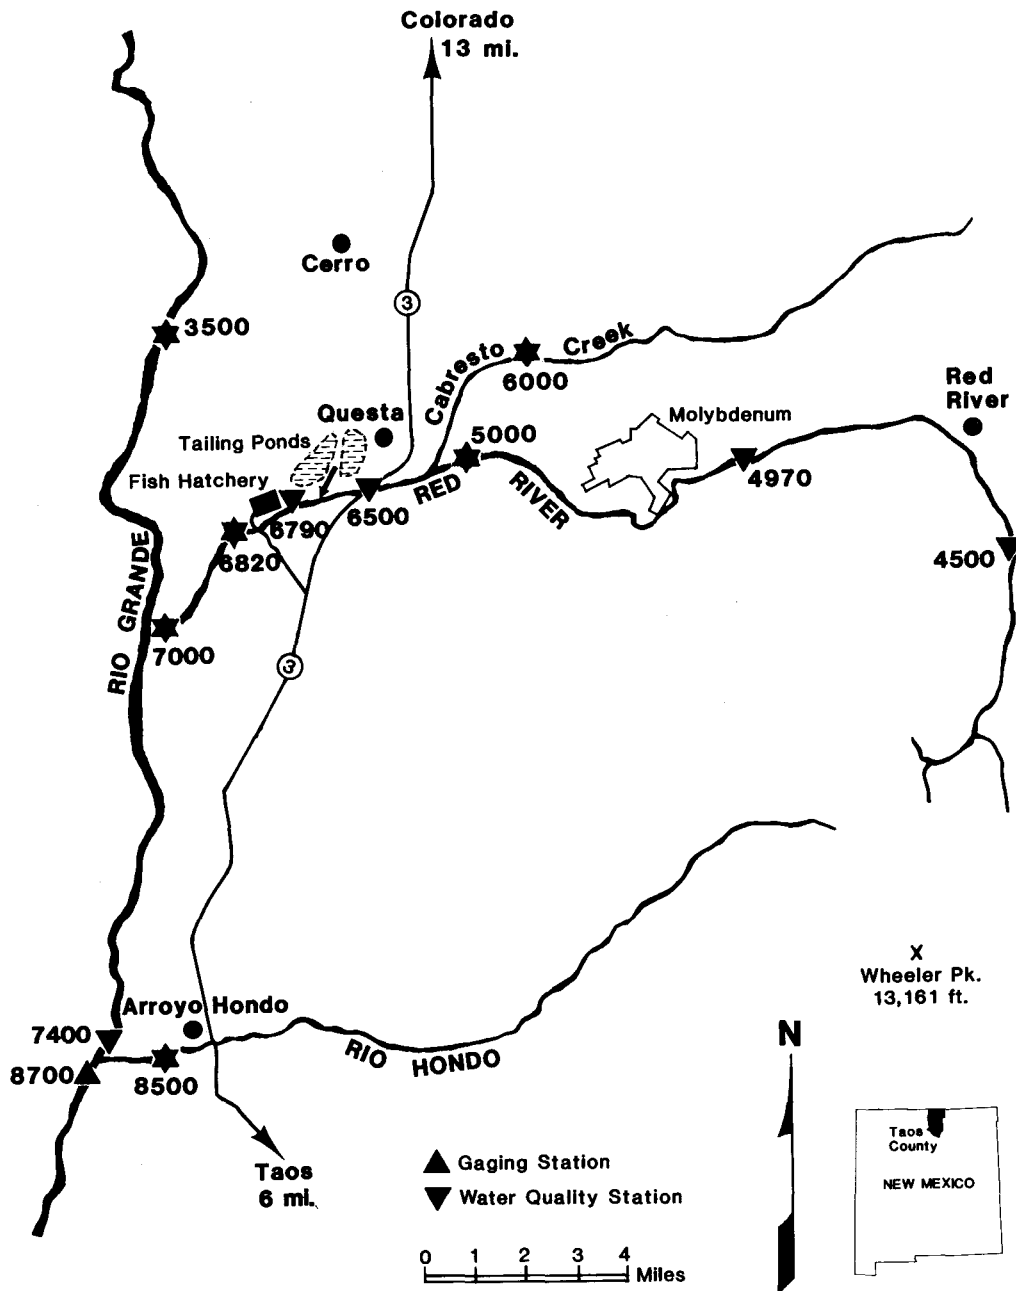 Colorado
13 mi.
Cerro
3
3500
Cabresto Creek
6000
Red
River
Questa
Molybdenum
Tailing Ponds
5000
Fish Hatchery
4970
RED RIVER
6790
6500
6820
4500
RIO GRANDE
7000
3
X
Wheeler Pk.
13,161 ft.
Arroyo Hondo
7400
RIO HONDO
8700
8500
N
Taos
County
NEW MEXICO
Taos
6 mi.
Gaging Station
Water Quality Station
0 1 2 3 4
Miles